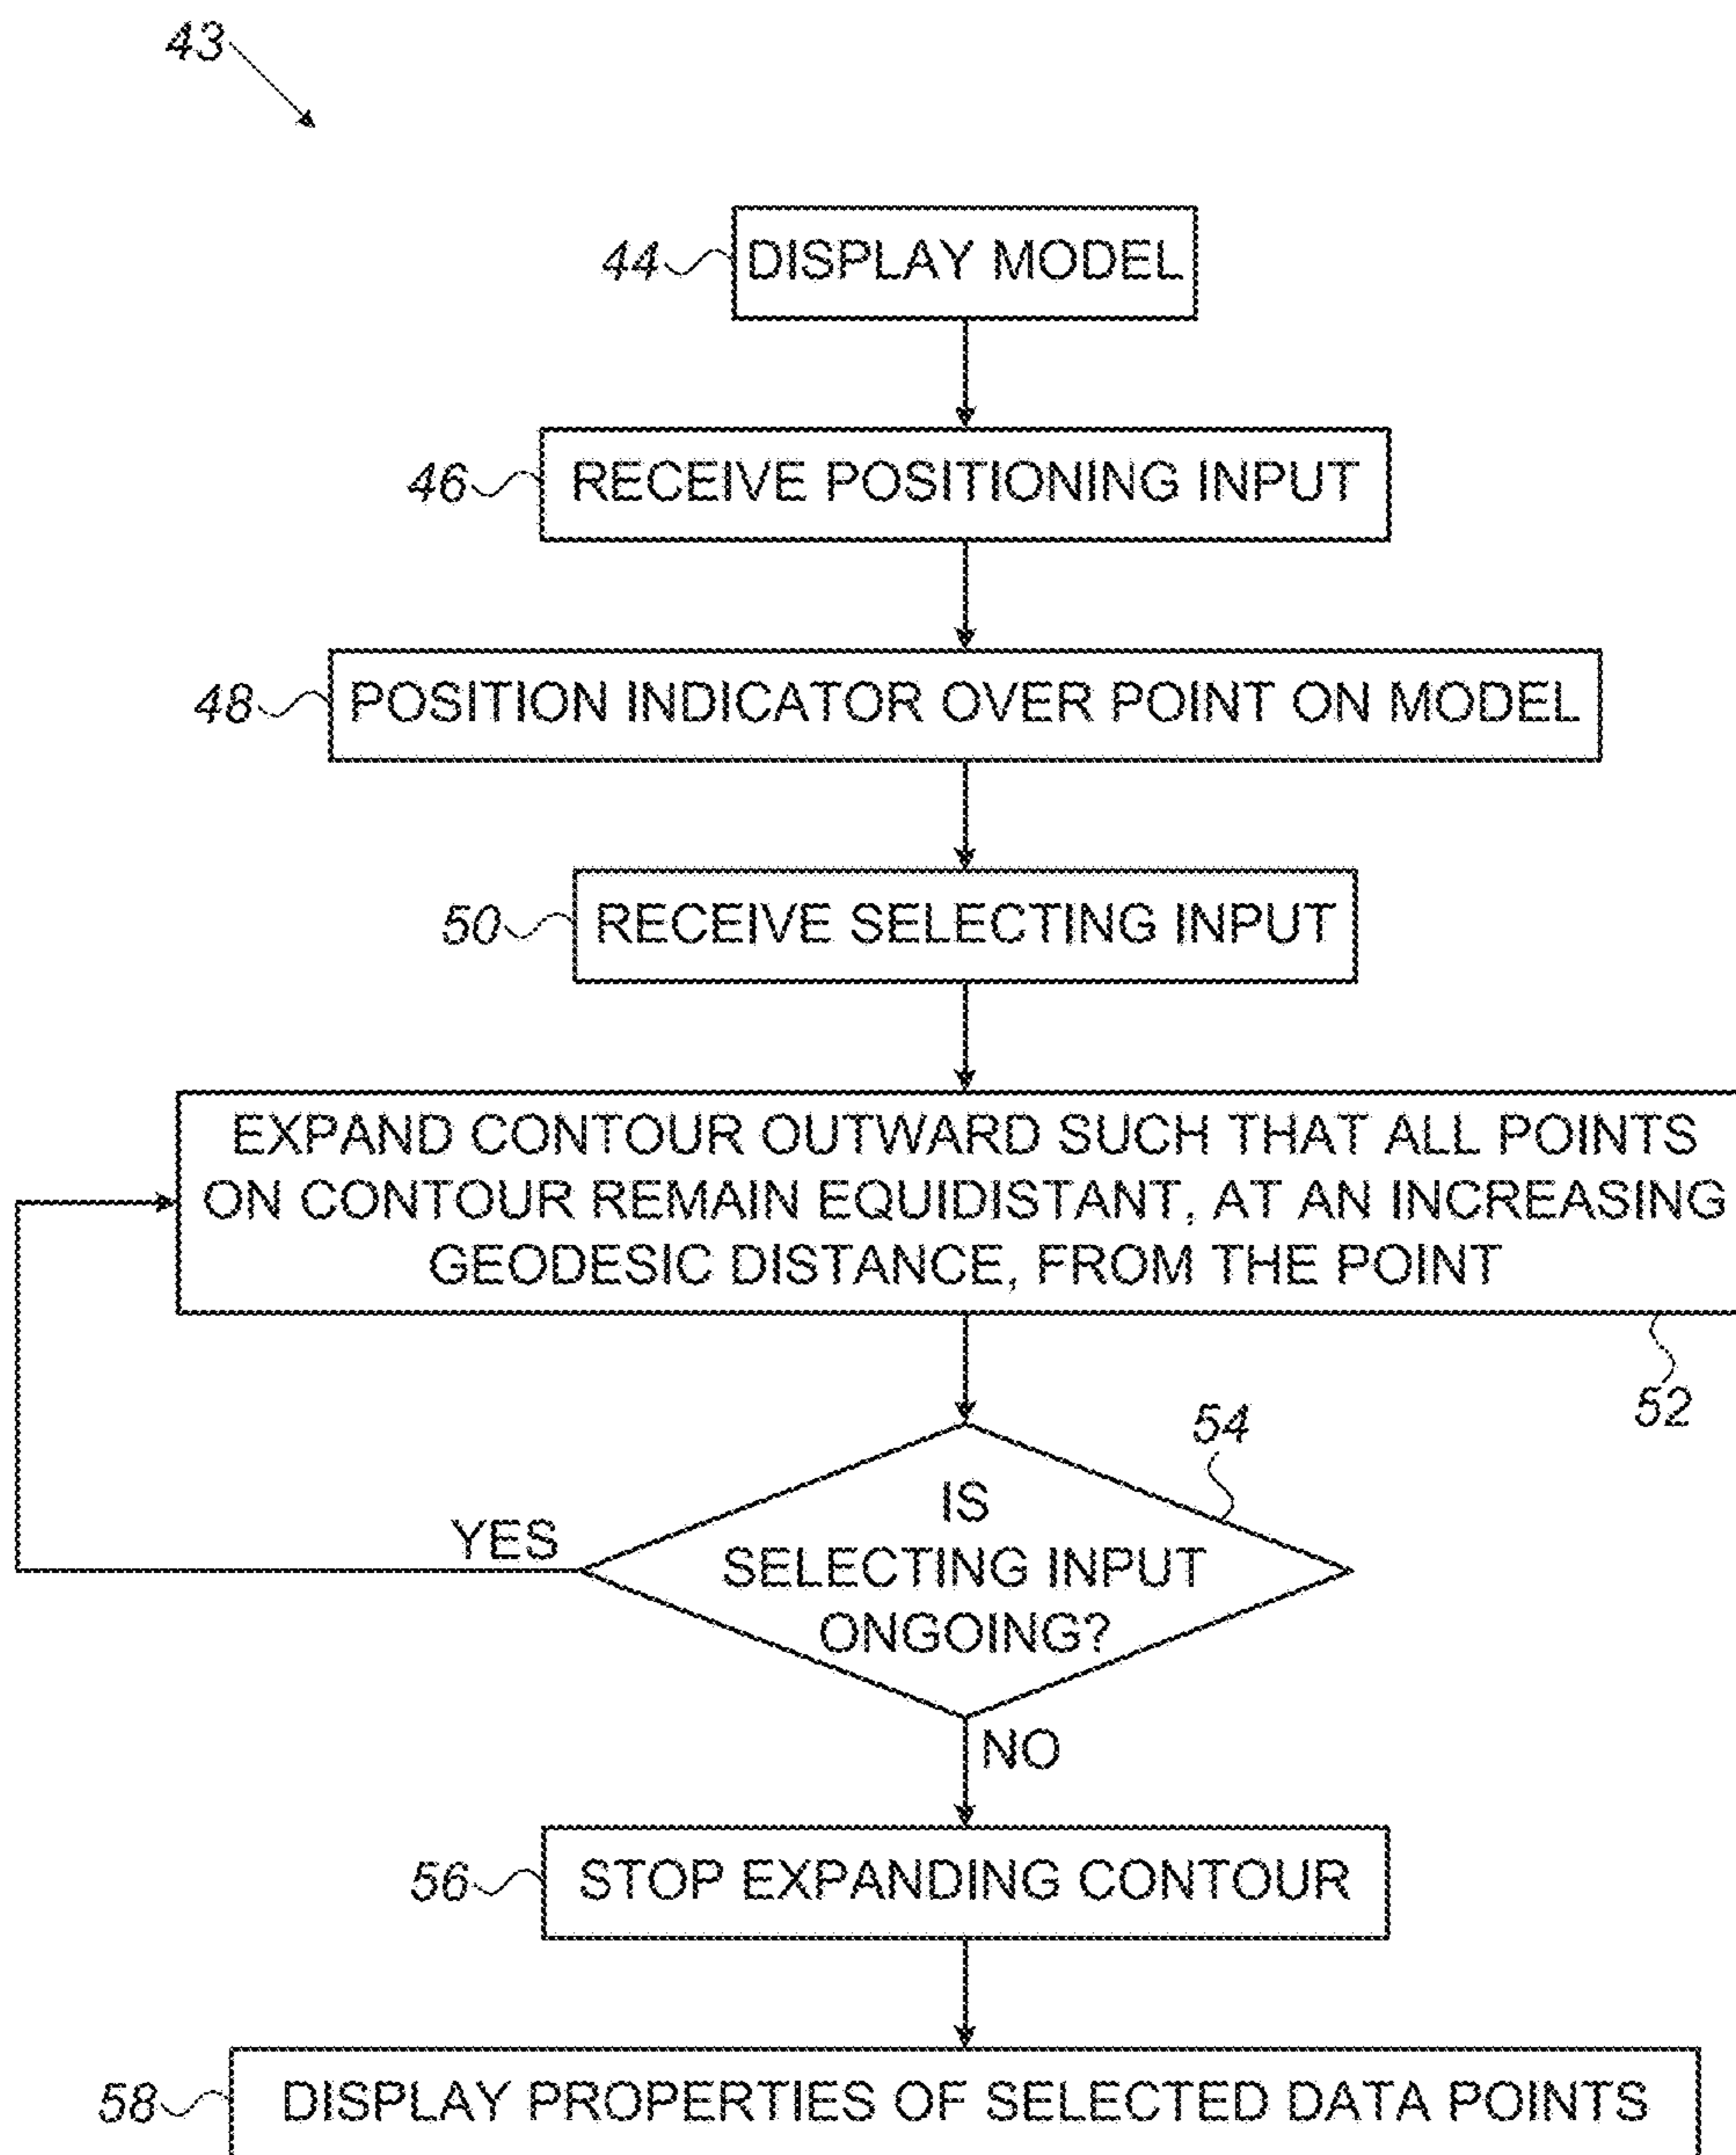 43
44 DISPLAY MODEL
46 RECEIVE POSITIONING INPUT
48 POSITION INDICATOR OVER POINT ON MODEL
50 RECEIVE SELECTING INPUT
EXPAND CONTOUR OUTWARD SUCH THAT ALL POINTS
ON CONTOUR REMAIN EQUIDISTANT, AT AN INCREASING
GEODESIC DISTANCE, FROM THE POINT
52
54
IS
YES
SELECTING INPUT
ONGOING?
NO
56 STOP EXPANDING CONTOUR
58 DISPLAY PROPERTIES OF SELECTED DATA POINTS